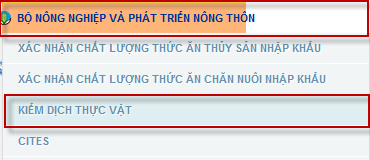 BỘ NÔNG NGHIỆP VÀ PHÁT TRIỂN NÔNG THÔN
XÁC NHẬN CHẤT LƯỢNG THỨC ĂN THỦY SẢN NHẬP KHẨU
XÁC NHẬN CHẤT LƯỢNG THỨC ĂN CHĂN NUÔI NHẬP KHẨU
KIỂM DỊCH THỰC VẬT
CITES